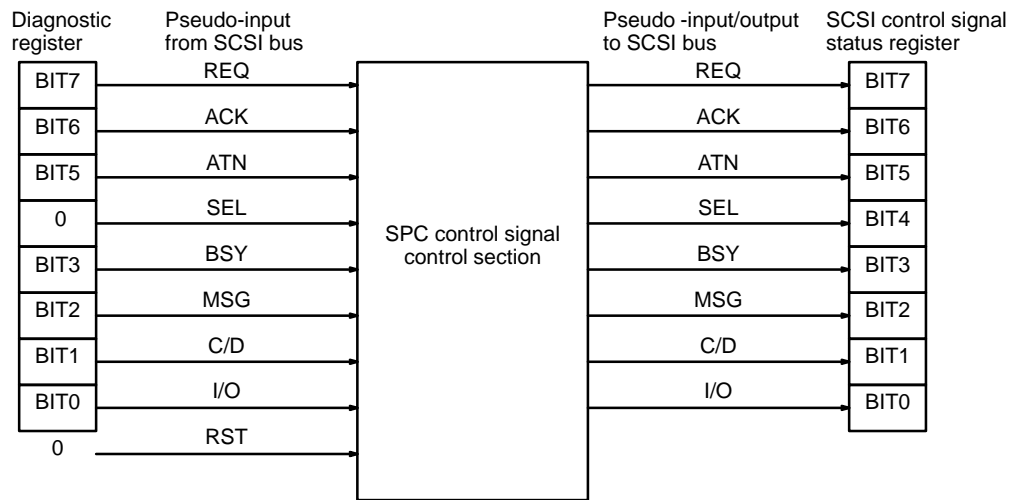 Diagnostic
register
Pseudo-input
from SCSI bus
Pseudo -input/output
to SCSI bus
SCSI control signal
status register
BIT7
REQ
REQ
BIT7
BIT6
ACK
ACK
BIT6
BIT5
ATN
ATN
BIT5
0
SEL
SEL
BIT4
SPC control signal
control section
BIT3
BSY
BSY
BIT3
BIT2
MSG
MSG
BIT2
BIT1
C/D
C/D
BIT1
BIT0
I/O
I/O
BIT0
0
RST